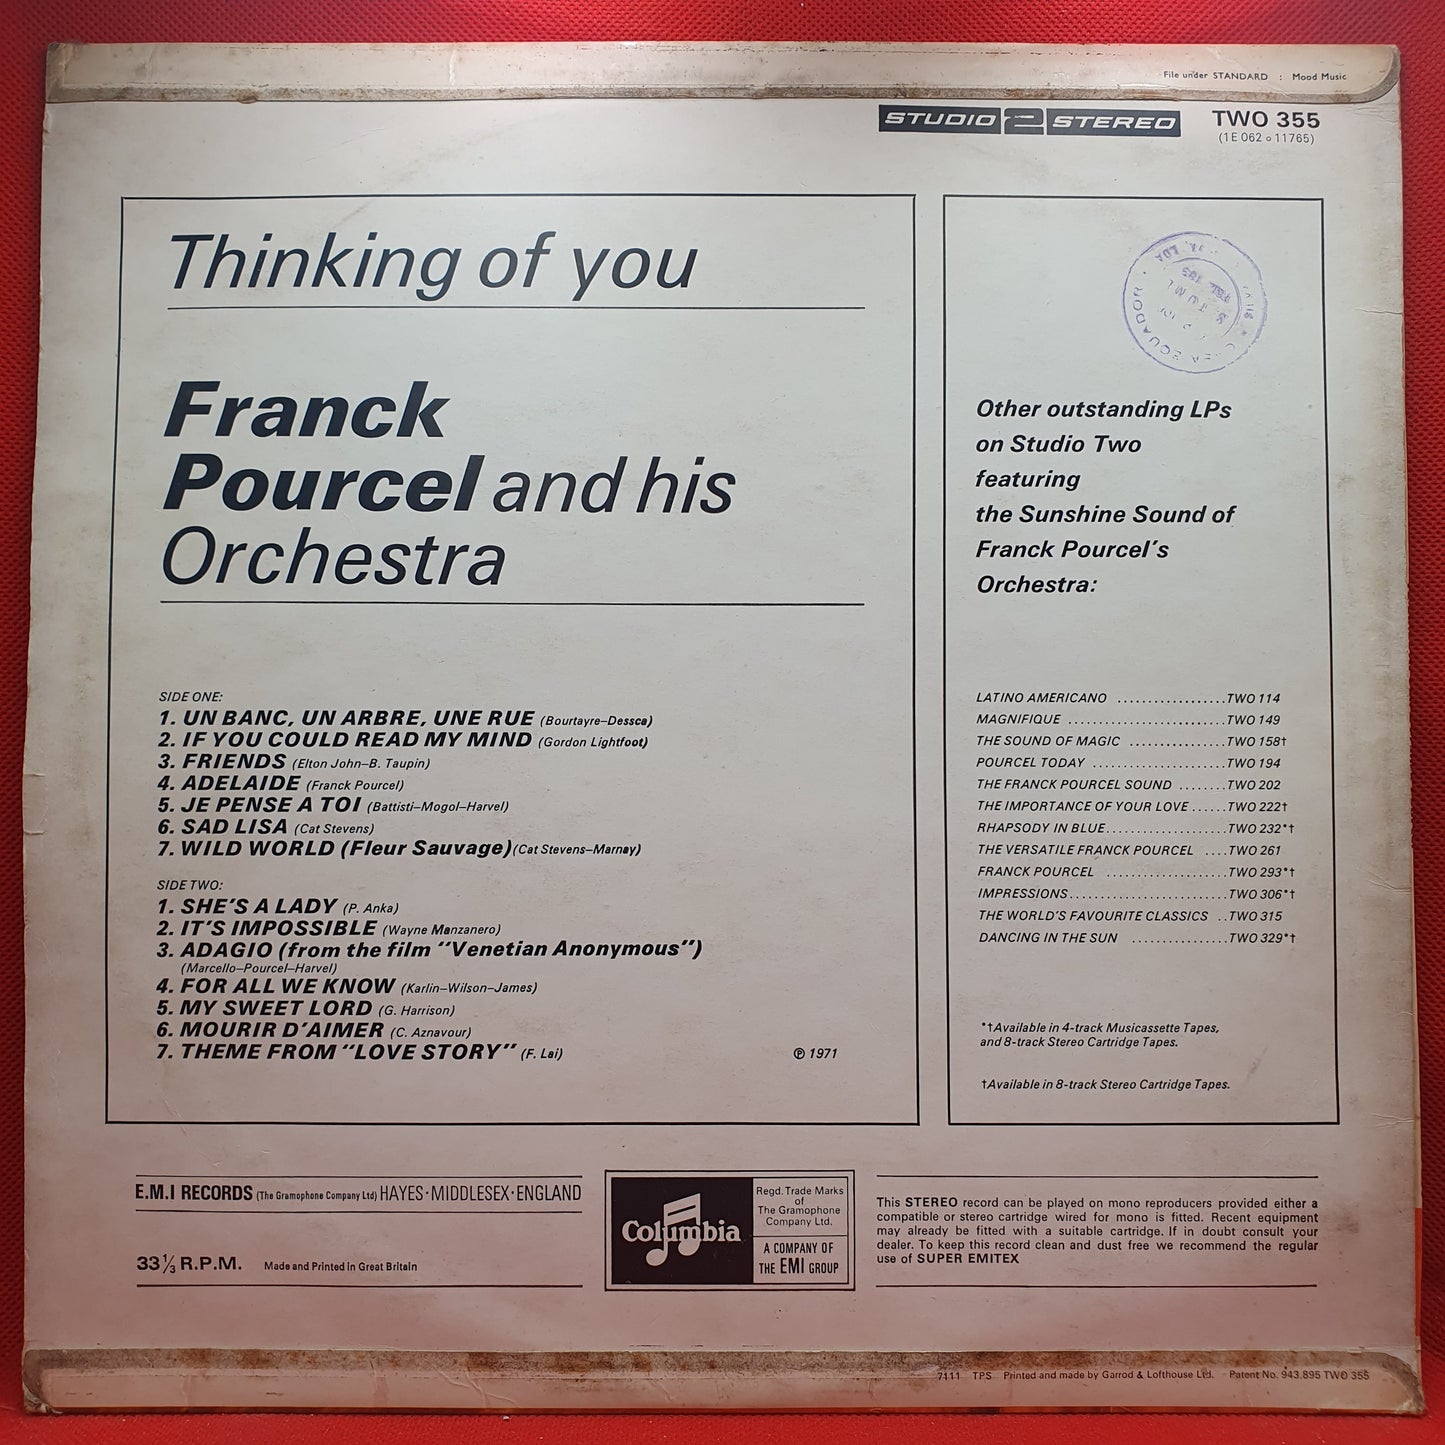 File under STANDARD : Mood Music
STUDIO 2 STEREO TWO 355
(1E 062 o 11765)
Thinking of you
Franck
Pourcel and his
Orchestra
SIDE ONE:
1. UN BANC, UN ARBRE, UNE RUE (Bourtayre–Dessca)
2. IF YOU COULD READ MY MIND (Gordon Lightfoot)
3. FRIENDS (Elton John–B. Taupin)
4. ADELAIDE (Franck Pourcel)
5. JE PENSE A TOI (Battisti–Mogol–Harvel)
6. SAD LISA (Cat Stevens)
7. WILD WORLD (Fleur Sauvage) (Cat Stevens–Marnay)
SIDE TWO:
1. SHE'S A LADY (P. Anka)
2. IT'S IMPOSSIBLE (Wayne Manzanero)
3. ADAGIO (from the film "Venetian Anonymous")
(Marcello–Pourcel–Harvel)
4. FOR ALL WE KNOW (Karlin–Wilson–James)
5. MY SWEET LORD (G. Harrison)
6. MOURIR D'AIMER (C. Aznavour)
7. THEME FROM "LOVE STORY" (F. Lai) ℗ 1971
EQUADOR
LDA
Other outstanding LPs
on Studio Two
featuring
the Sunshine Sound of
Franck Pourcel's
Orchestra:
LATINO AMERICANO .................TWO 114
MAGNIFIQUE ........................TWO 149
THE SOUND OF MAGIC ................TWO 158†
POURCEL TODAY .....................TWO 194
THE FRANCK POURCEL SOUND ........TWO 202
THE IMPORTANCE OF YOUR LOVE ......TWO 222†
RHAPSODY IN BLUE...................TWO 232*†
THE VERSATILE FRANCK POURCEL ....TWO 261
FRANCK POURCEL ...................TWO 293*†
IMPRESSIONS........................TWO 306*†
THE WORLD'S FAVOURITE CLASSICS ..TWO 315
DANCING IN THE SUN ................TWO 329*†
*†Available in 4-track Musicassette Tapes,
and 8-track Stereo Cartridge Tapes.
†Available in 8-track Stereo Cartridge Tapes.
E.M.I RECORDS (The Gramophone Company Ltd) HAYES·MIDDLESEX·ENGLAND
33⅓ R.P.M. Made and Printed in Great Britain
Columbia
Regd. Trade Marks
of
The Gramophone
Company Ltd.
A COMPANY OF
THE EMI GROUP
This STEREO record can be played on mono reproducers provided either a
compatible or stereo cartridge wired for mono is fitted. Recent equipment
may already be fitted with a suitable cartridge. If in doubt consult your
dealer. To keep this record clean and dust free we recommend the regular
use of SUPER EMITEX
7111 TPS Printed and made by Garrod & Lofthouse Ltd. Patent No. 943,895 TWO 355